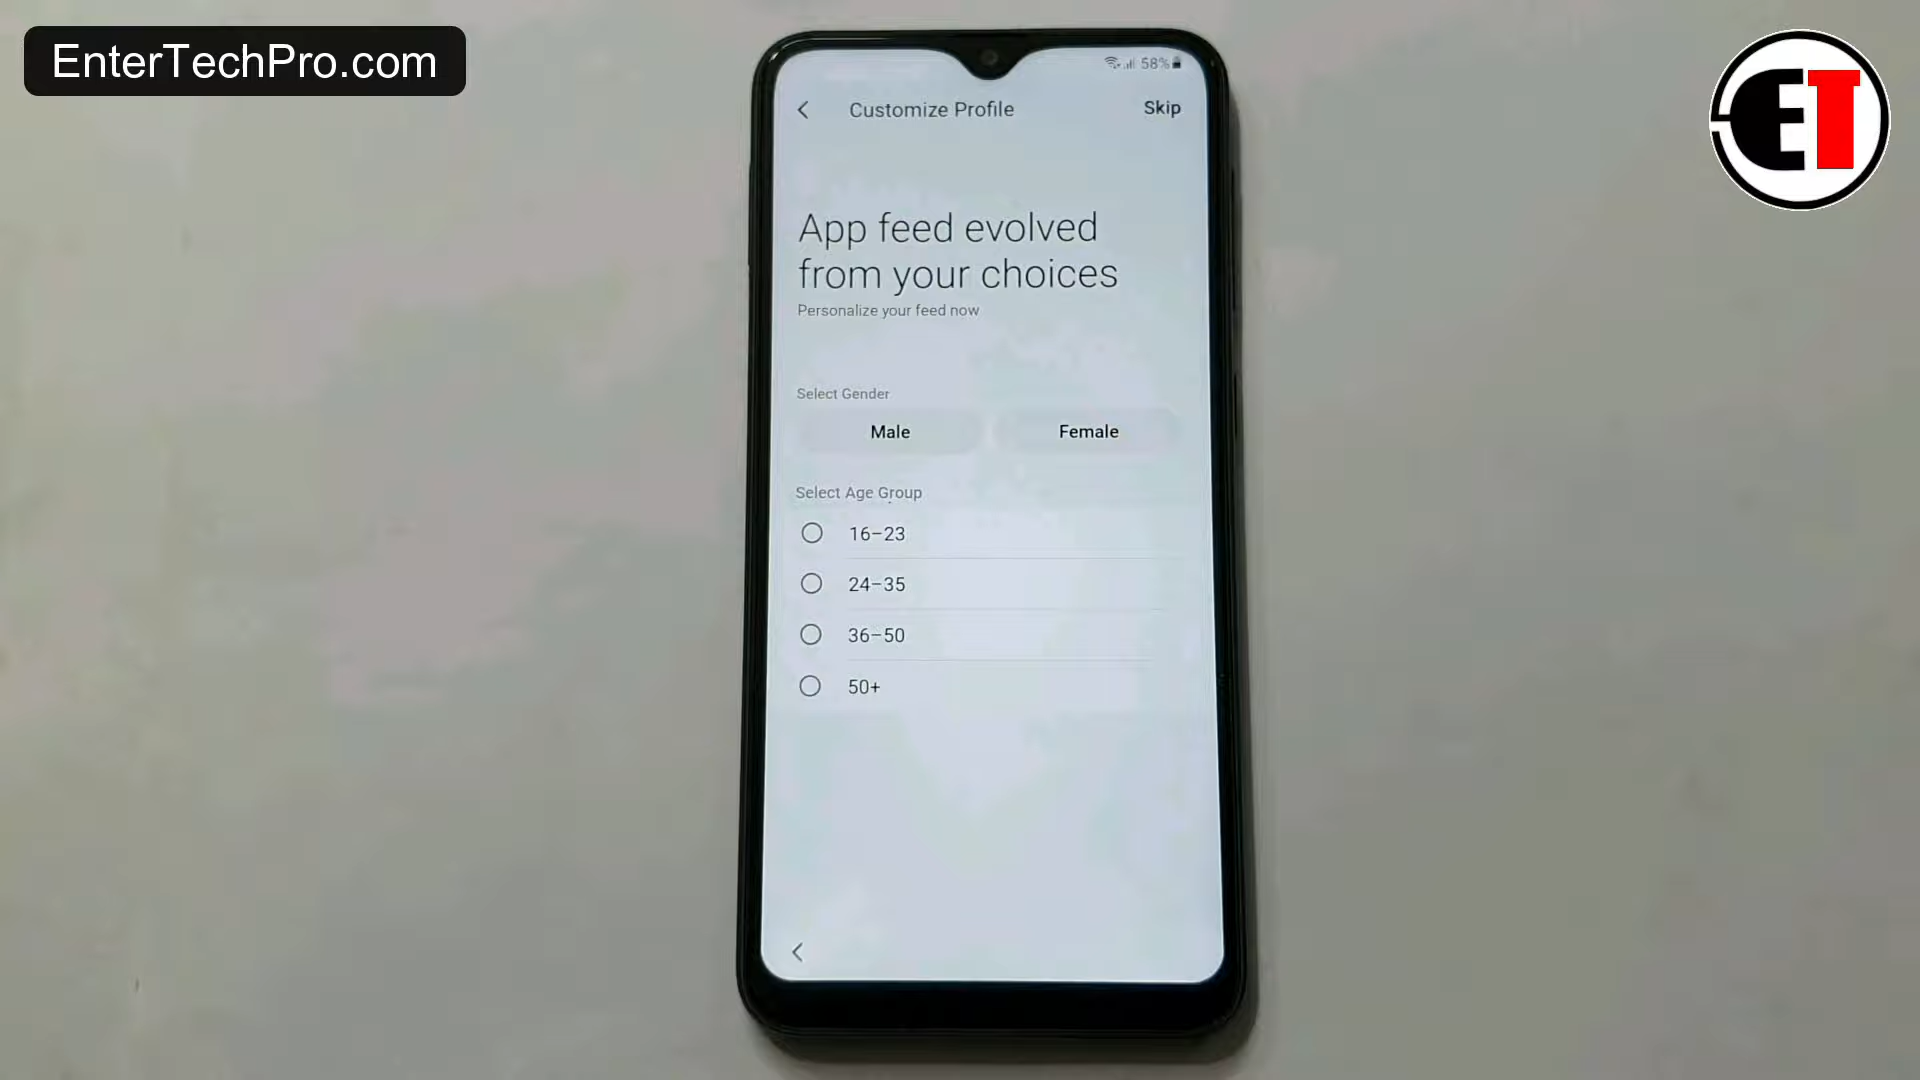 EnterTechPro.com
ET
58%
Customize Profile
Skip
App feed evolved
from your choices
Personalize your feed now
Select Gender
Male
Female
Select Age Group
16–23
24–35
36–50
50+